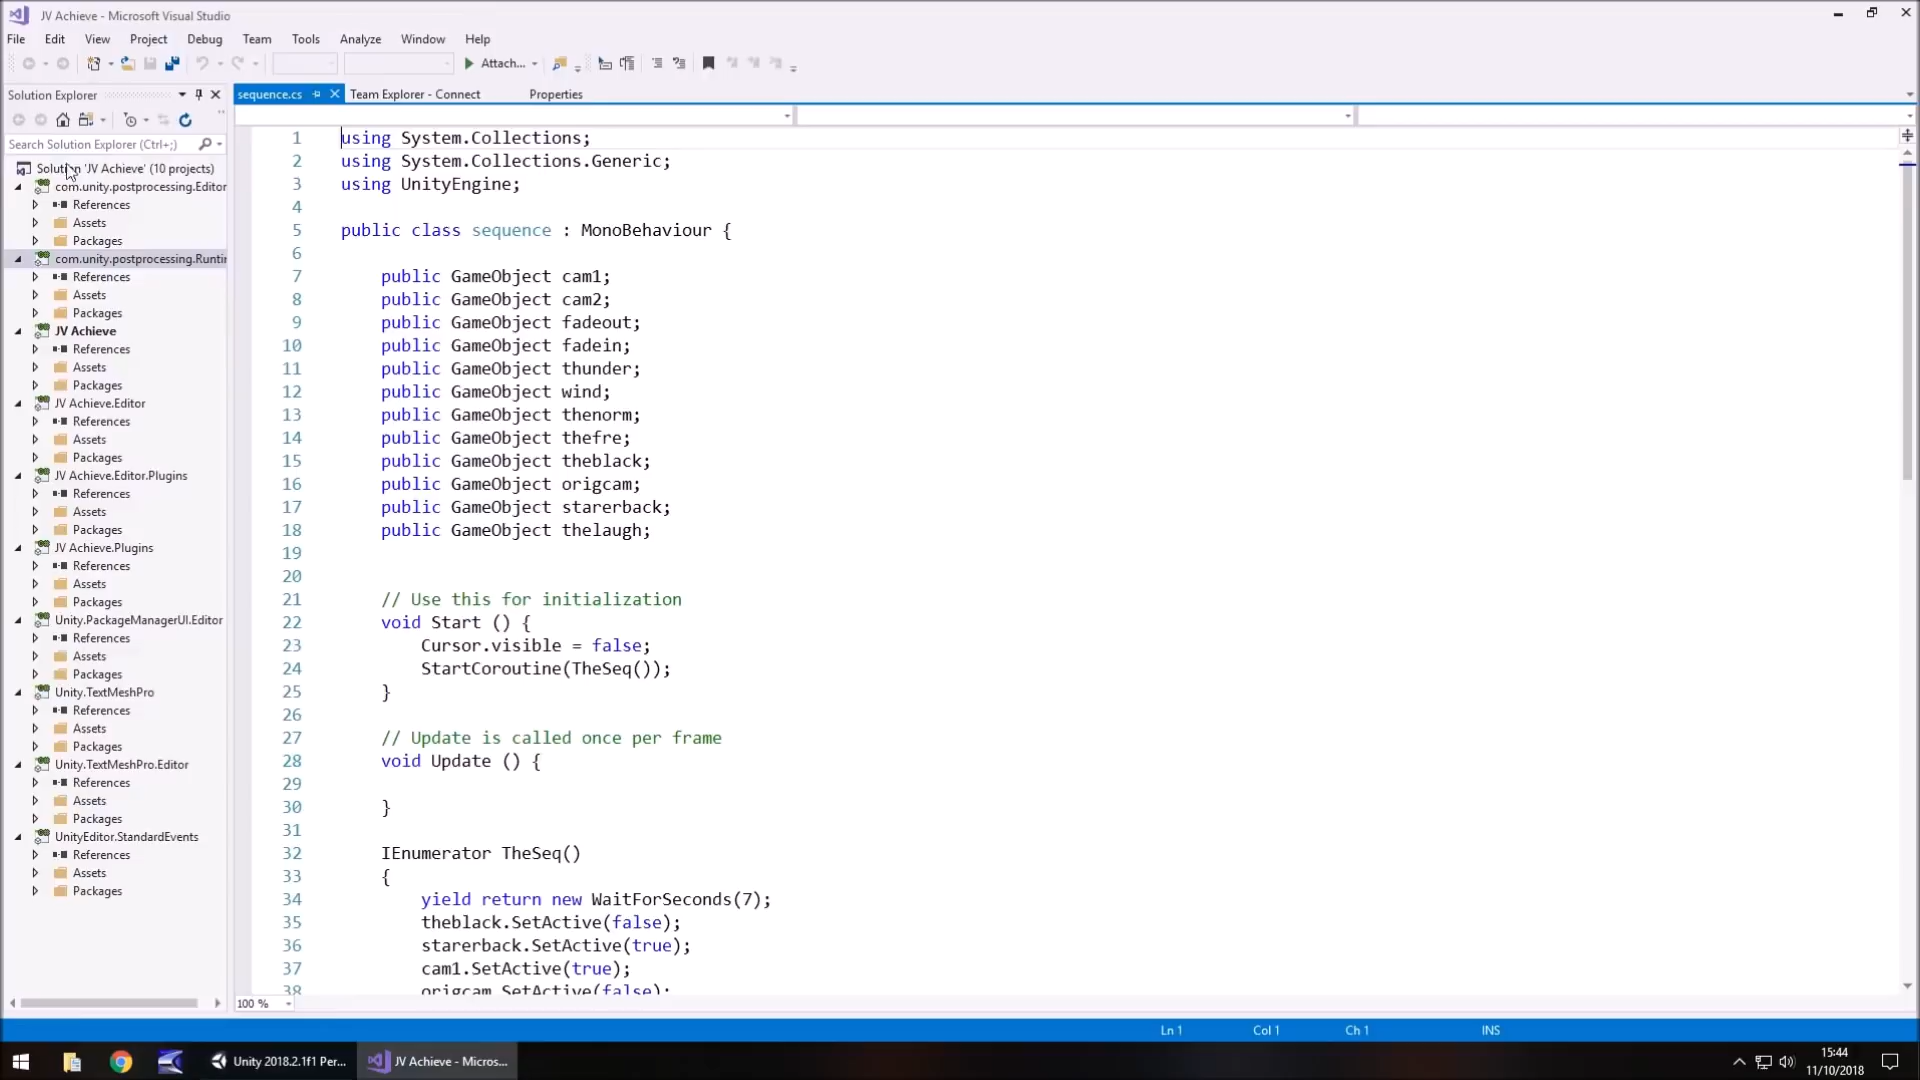 JV Achieve - Microsoft Visual Studio
File Edit View Project Debug Team Tools Analyze Window Help
Attach...
Solution Explorer
sequence.cs Team Explorer - Connect Properties
Search Solution Explorer (Ctrl+;)
Solution 'JV Achieve' (10 projects)
com.unity.postprocessing.Editor
References
Assets
Packages
com.unity.postprocessing.Runtin
References
Assets
Packages
JV Achieve
References
Assets
Packages
JV Achieve.Editor
References
Assets
Packages
JV Achieve.Editor.Plugins
References
Assets
Packages
JV Achieve.Plugins
References
Assets
Packages
Unity.PackageManagerUI.Editor
References
Assets
Packages
Unity.TextMeshPro
References
Assets
Packages
Unity.TextMeshPro.Editor
References
Assets
Packages
UnityEditor.StandardEvents
References
Assets
Packages
1 using System.Collections;
2 using System.Collections.Generic;
3 using UnityEngine;
4
5 public class sequence : MonoBehaviour {
6
7 public GameObject cam1;
8 public GameObject cam2;
9 public GameObject fadeout;
10 public GameObject fadein;
11 public GameObject thunder;
12 public GameObject wind;
13 public GameObject thenorm;
14 public GameObject thefre;
15 public GameObject theblack;
16 public GameObject origcam;
17 public GameObject starerback;
18 public GameObject thelaugh;
19
20
21 // Use this for initialization
22 void Start () {
23 Cursor.visible = false;
24 StartCoroutine(TheSeq());
25 }
26
27 // Update is called once per frame
28 void Update () {
29
30 }
31
32 IEnumerator TheSeq()
33 {
34 yield return new WaitForSeconds(7);
35 theblack.SetActive(false);
36 starerback.SetActive(true);
37 cam1.SetActive(true);
38 origcam.SetActive(false);
100 %
Ln 1 Col 1 Ch 1 INS
Unity 2018.2.1f1 Per... JV Achieve - Micros...
15:44
11/10/2018